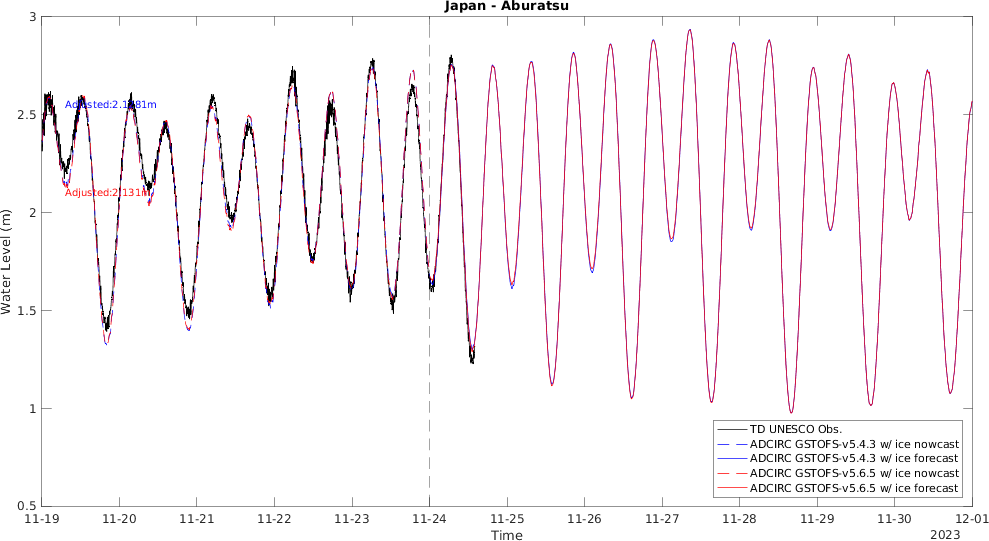 Japan - Aburatsu
3
2.5
2
1.5
1
0.5
Water Level (m)
Adjusted:2.1
81m
Adjusted:2.131m
11-19 11-20 11-21 11-22 11-23 11-24 11-25 11-26 11-27 11-28 11-29 11-30 12-01
Time
2023
TD UNESCO Obs.
ADCIRC GSTOFS-v5.4.3 w/ ice nowcast
ADCIRC GSTOFS-v5.4.3 w/ ice forecast
ADCIRC GSTOFS-v5.6.5 w/ ice nowcast
ADCIRC GSTOFS-v5.6.5 w/ ice forecast